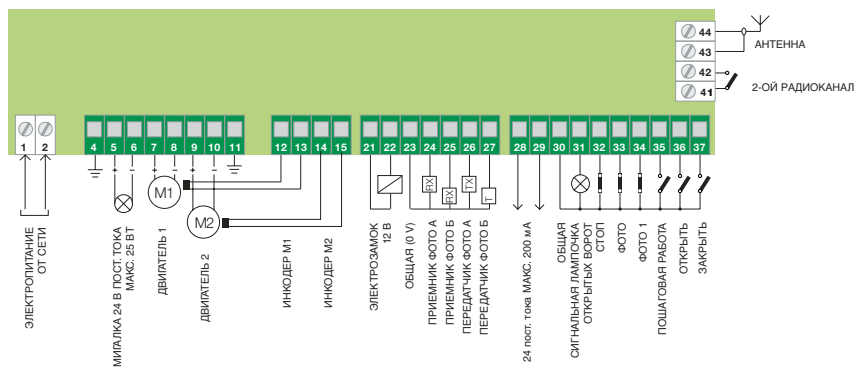 44
АНТЕННА
43
42
2-ОЙ РАДИОКАНАЛ
41
1 2
4 5 6 7 8 9 10 11
12 13 14 15
21 22 23 24 25 26 27
28 29 30 31 32 33 34 35 36 37
+ − + − + −
M1
M2
RX
RX
TX
T
ЭЛЕКТРОПИТАНИЕ
ОТ СЕТИ
МИГАЛКА 24 В ПОСТ. ТОКА
МАКС. 25 ВТ
ДВИГАТЕЛЬ 1
ДВИГАТЕЛЬ 2
ИНКОДЕР М1
ИНКОДЕР М2
ЭЛЕКТРОЗАМОК
12 В
ОБЩАЯ (0 V)
ПРИЕМНИК ФОТО А
ПРИЕМНИК ФОТО Б
ПЕРЕДАТЧИК ФОТО А
ПЕРЕДАТЧИК ФОТО Б
24 пост. тока МАКС. 200 мА
ОБЩАЯ
СИГНАЛЬНАЯ ЛАМПОЧКА
ОТКРЫТЫХ ВОРОТ
СТОП
ФОТО
ФОТО 1
ПОШАГОВАЯ РАБОТА
ОТКРЫТЬ
ЗАКРЫТЬ